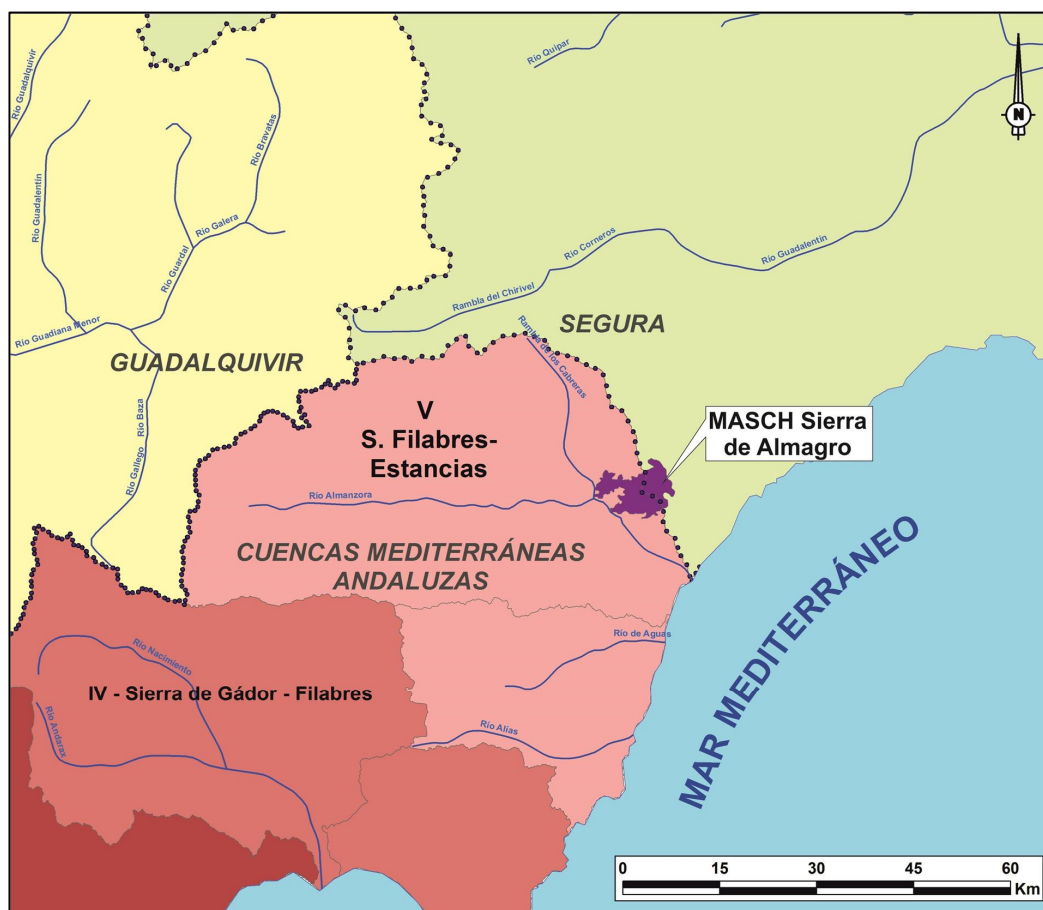 Río Guadalquivir
Río Quipar
N
Río Bravatas
Río Guadalentín
Río Galera
Río Guardal
Río Corneros
Río Guadalentín
Rambla del Chirivel
Río Guadiana Menor
SEGURA
Rambla de los Cabreras
GUADALQUIVIR
Río Baza
Río Gallego
V
S. Filabres-
Estancias
MASCH Sierra
de Almagro
Río Almanzora
CUENCAS MEDITERRÁNEAS
ANDALUZAS
MAR MEDITERRÁNEO
Río de Aguas
Río Nacimiento
IV - Sierra de Gádor - Filabres
Río Andarax
Río Alias
0 15 30 45 60
Km